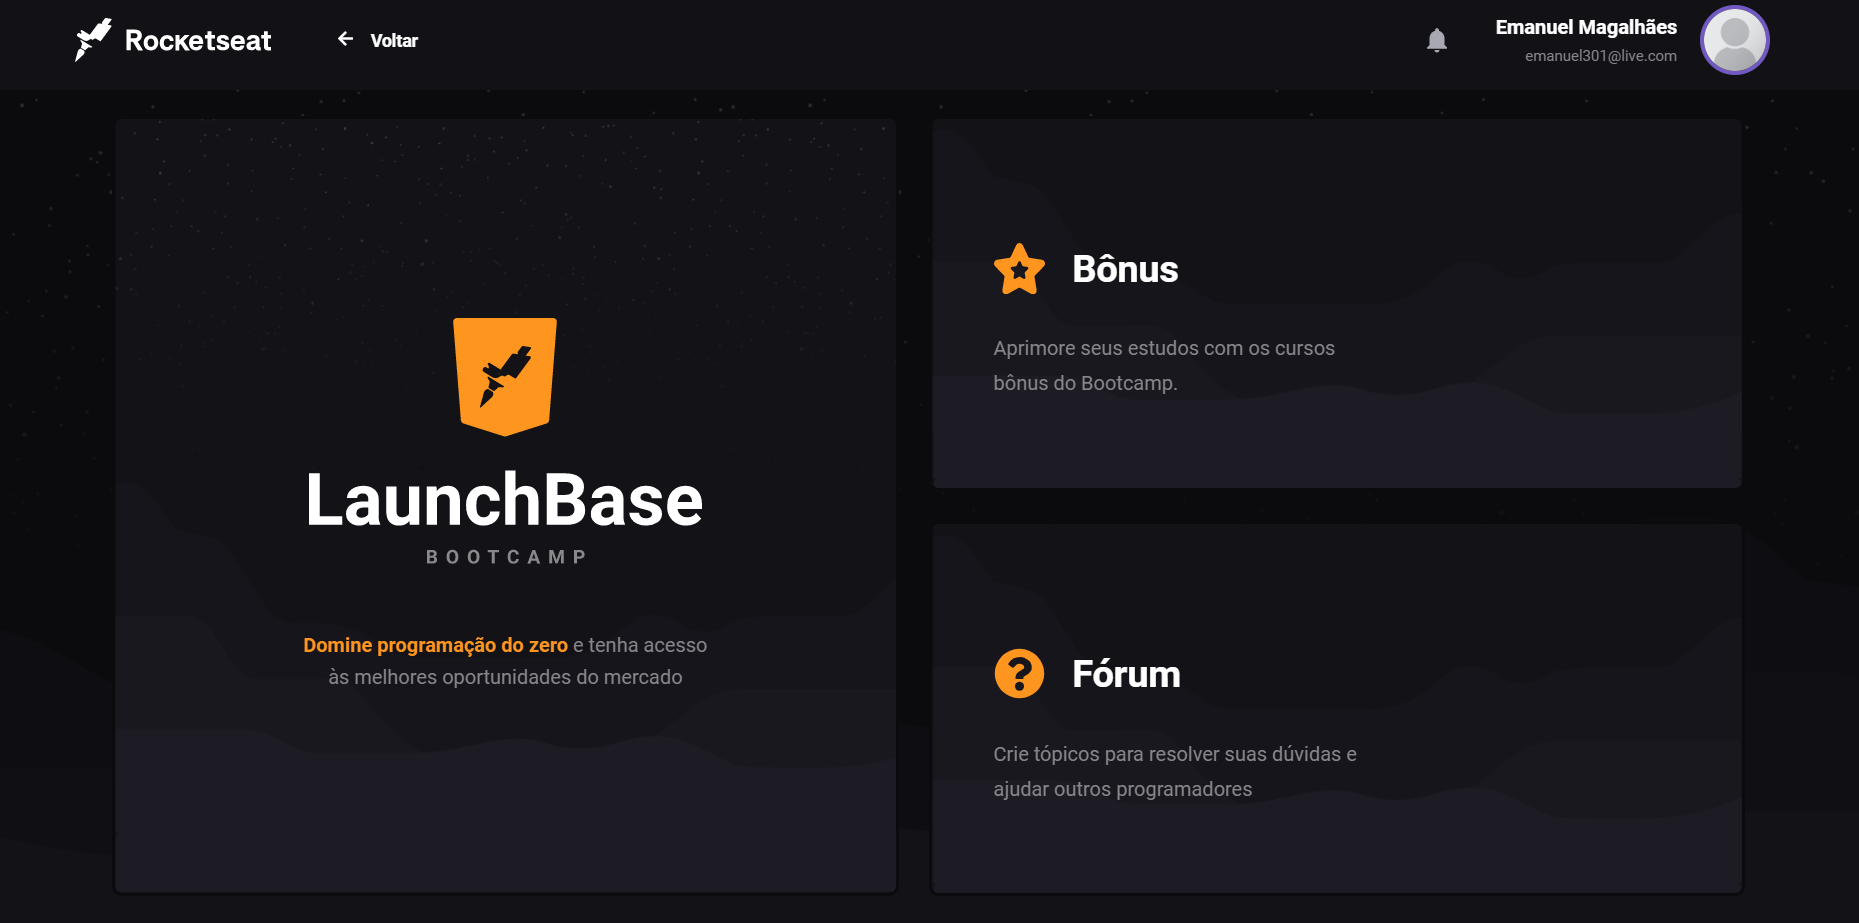 Rocketseat
Voltar
Emanuel Magalhães
emanuel301@live.com
LaunchBase
BOOTCAMP
Domine programação do zero e tenha acesso
às melhores oportunidades do mercado
Bônus
Aprimore seus estudos com os cursos
bônus do Bootcamp.
Fórum
Crie tópicos para resolver suas dúvidas e
ajudar outros programadores